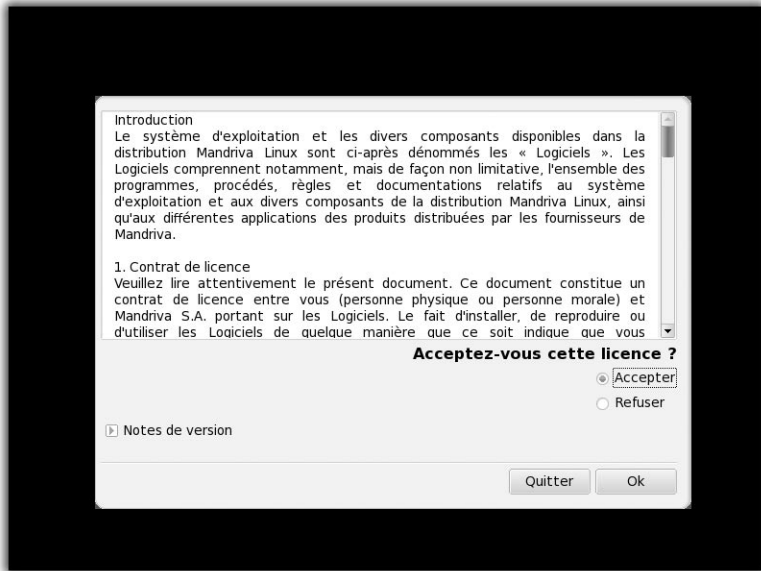 Introduction
Le système d'exploitation et les divers composants disponibles dans la
distribution Mandriva Linux sont ci-après dénommés les « Logiciels ». Les
Logiciels comprennent notamment, mais de façon non limitative, l'ensemble des
programmes, procédés, règles et documentations relatifs au système
d'exploitation et aux divers composants de la distribution Mandriva Linux, ainsi
qu'aux différentes applications des produits distribuées par les fournisseurs de
Mandriva.
1. Contrat de licence
Veuillez lire attentivement le présent document. Ce document constitue un
contrat de licence entre vous (personne physique ou personne morale) et
Mandriva S.A. portant sur les Logiciels. Le fait d'installer, de reproduire ou
d'utiliser les Logiciels de quelque manière que ce soit indique que vous
Acceptez-vous cette licence ?
Accepter
Refuser
Notes de version
Quitter
Ok